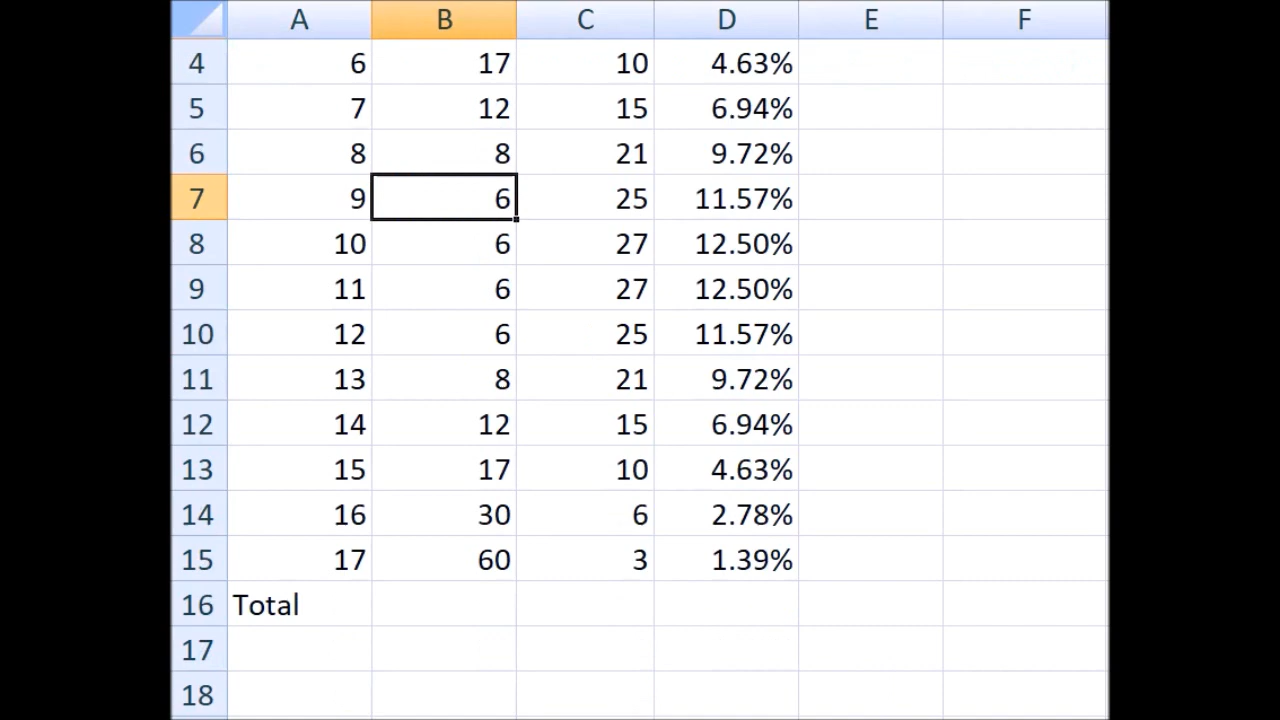 A B C D E F
4 6 17 10 4.63%
5 7 12 15 6.94%
6 8 8 21 9.72%
7 9 6 25 11.57%
8 10 6 27 12.50%
9 11 6 27 12.50%
10 12 6 25 11.57%
11 13 8 21 9.72%
12 14 12 15 6.94%
13 15 17 10 4.63%
14 16 30 6 2.78%
15 17 60 3 1.39%
16 Total
17
18